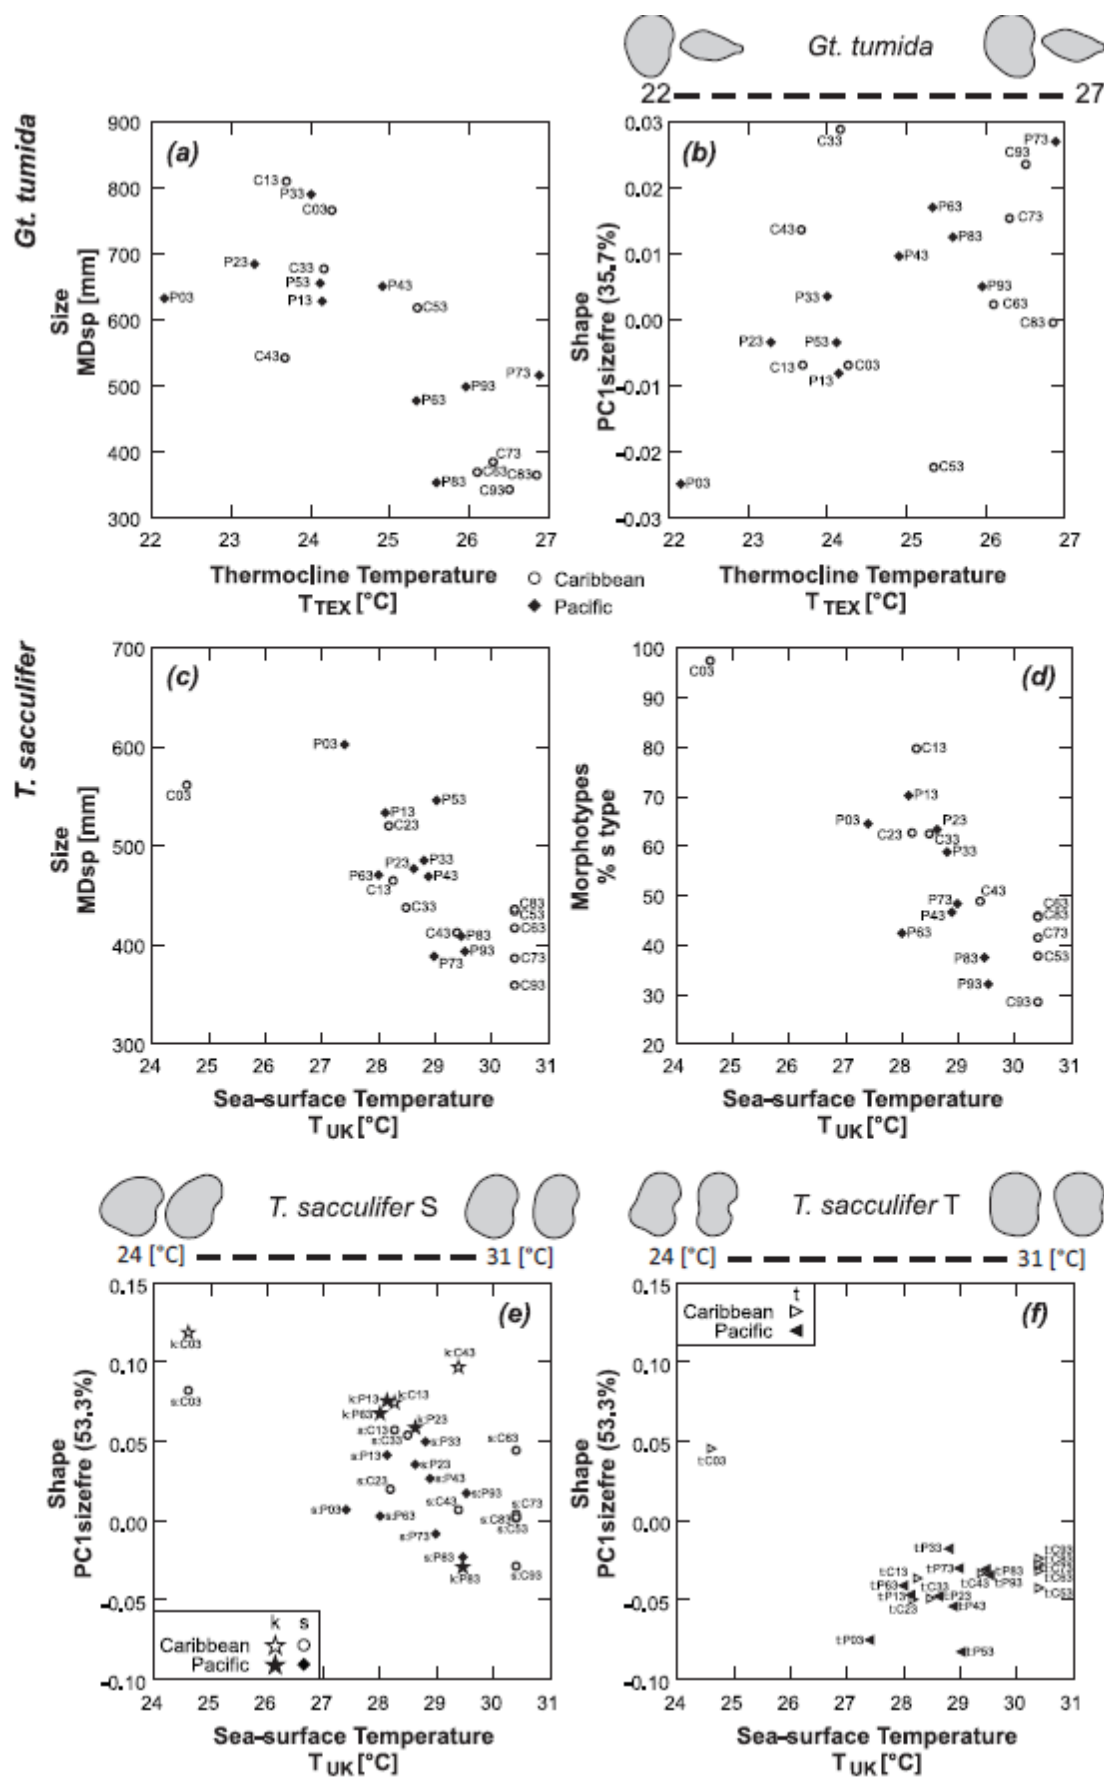 Gt. tumida
22 27
Gt. tumida
(a)
900
800
700
600
500
400
300
Size
MDsp [mm]
C13
P33
C03
P23
C33
P53
P13
P03
P43
C53
C43
P73
P93
P63
C73
C63
C83
P83
C93
22 23 24 25 26 27
Thermocline Temperature
T TEX [°C]
(b)
0.03
0.02
0.01
0.00
−0.01
−0.02
−0.03
Shape
PC1sizefre (35.7%)
C33
P73
C93
P63
C73
C43
P83
P43
P93
P33
C63
C83
P23
P53
C13
C03
P13
C53
P03
22 23 24 25 26 27
Thermocline Temperature
T TEX [°C]
Caribbean
Pacific
T. sacculifer
(c)
700
600
500
400
300
Size
MDsp [mm]
P03
C03
P53
P13
C23
P33
P23
P63
P43
C13
C33
C83
C53
C63
C43
P83
P93
P73
C73
C93
24 25 26 27 28 29 30 31
Sea-surface Temperature
T UK [°C]
(d)
100
90
80
70
60
50
40
30
20
Morphotypes
% s type
C03
C13
P13
P03
P23
C23
C33
P33
P73
C43
P43
C63
C83
P63
C73
P83
C53
P93
C93
24 25 26 27 28 29 30 31
Sea-surface Temperature
T UK [°C]
T. sacculifer S
24 [°C] 31 [°C]
(e)
0.15
0.10
0.05
0.00
−0.05
−0.10
Shape
PC1sizefre (53.3%)
k:C03
s:C03
k:C43
k:P13
k:C13
k:P63
k:P23
s:C13
s:C33
s:P33
s:C63
s:P13
s:P23
s:P43
s:C23
s:P93
s:C43
s:P03
s:P63
s:C73
s:C83
s:C53
s:P73
s:P83
k:P83
s:C93
k s
Caribbean
Pacific
24 25 26 27 28 29 30 31
Sea-surface Temperature
T UK [°C]
T. sacculifer T
24 [°C] 31 [°C]
(f)
t
Caribbean
Pacific
0.15
0.10
0.05
0.00
−0.05
−0.10
Shape
PC1sizefre (53.3%)
t:C03
t:P33
t:C93
t:C83
t:C73
t:C63
t:C53
t:C13
t:P73
t:P83
t:C43
t:P93
t:P63
t:C33
t:P13
t:P23
t:C23
t:P43
t:P03
t:P53
24 25 26 27 28 29 30 31
Sea-surface Temperature
T UK [°C]